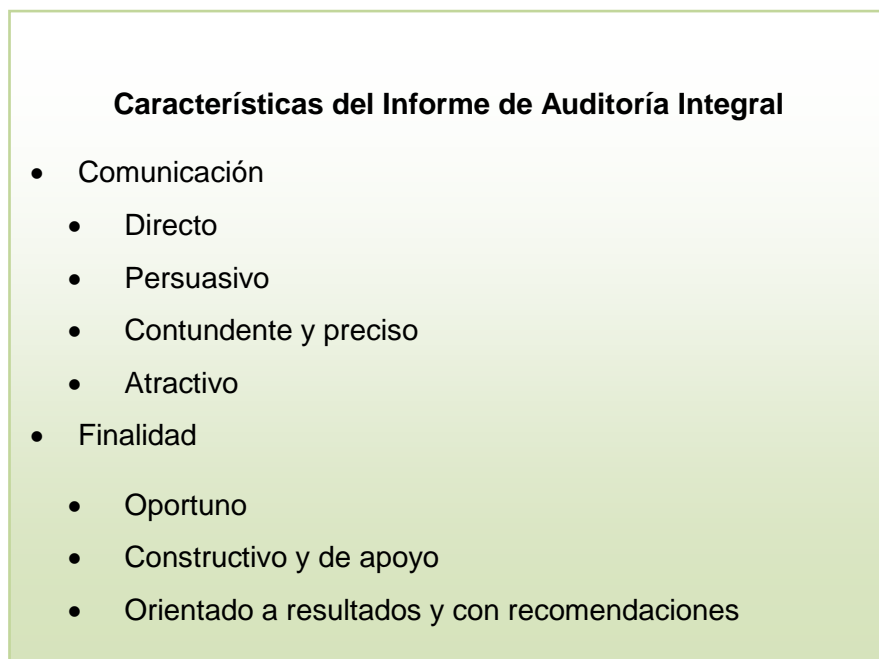 Características del Informe de Auditoría Integral
• Comunicación
• Directo
• Persuasivo
• Contundente y preciso
• Atractivo
• Finalidad
• Oportuno
• Constructivo y de apoyo
• Orientado a resultados y con recomendaciones